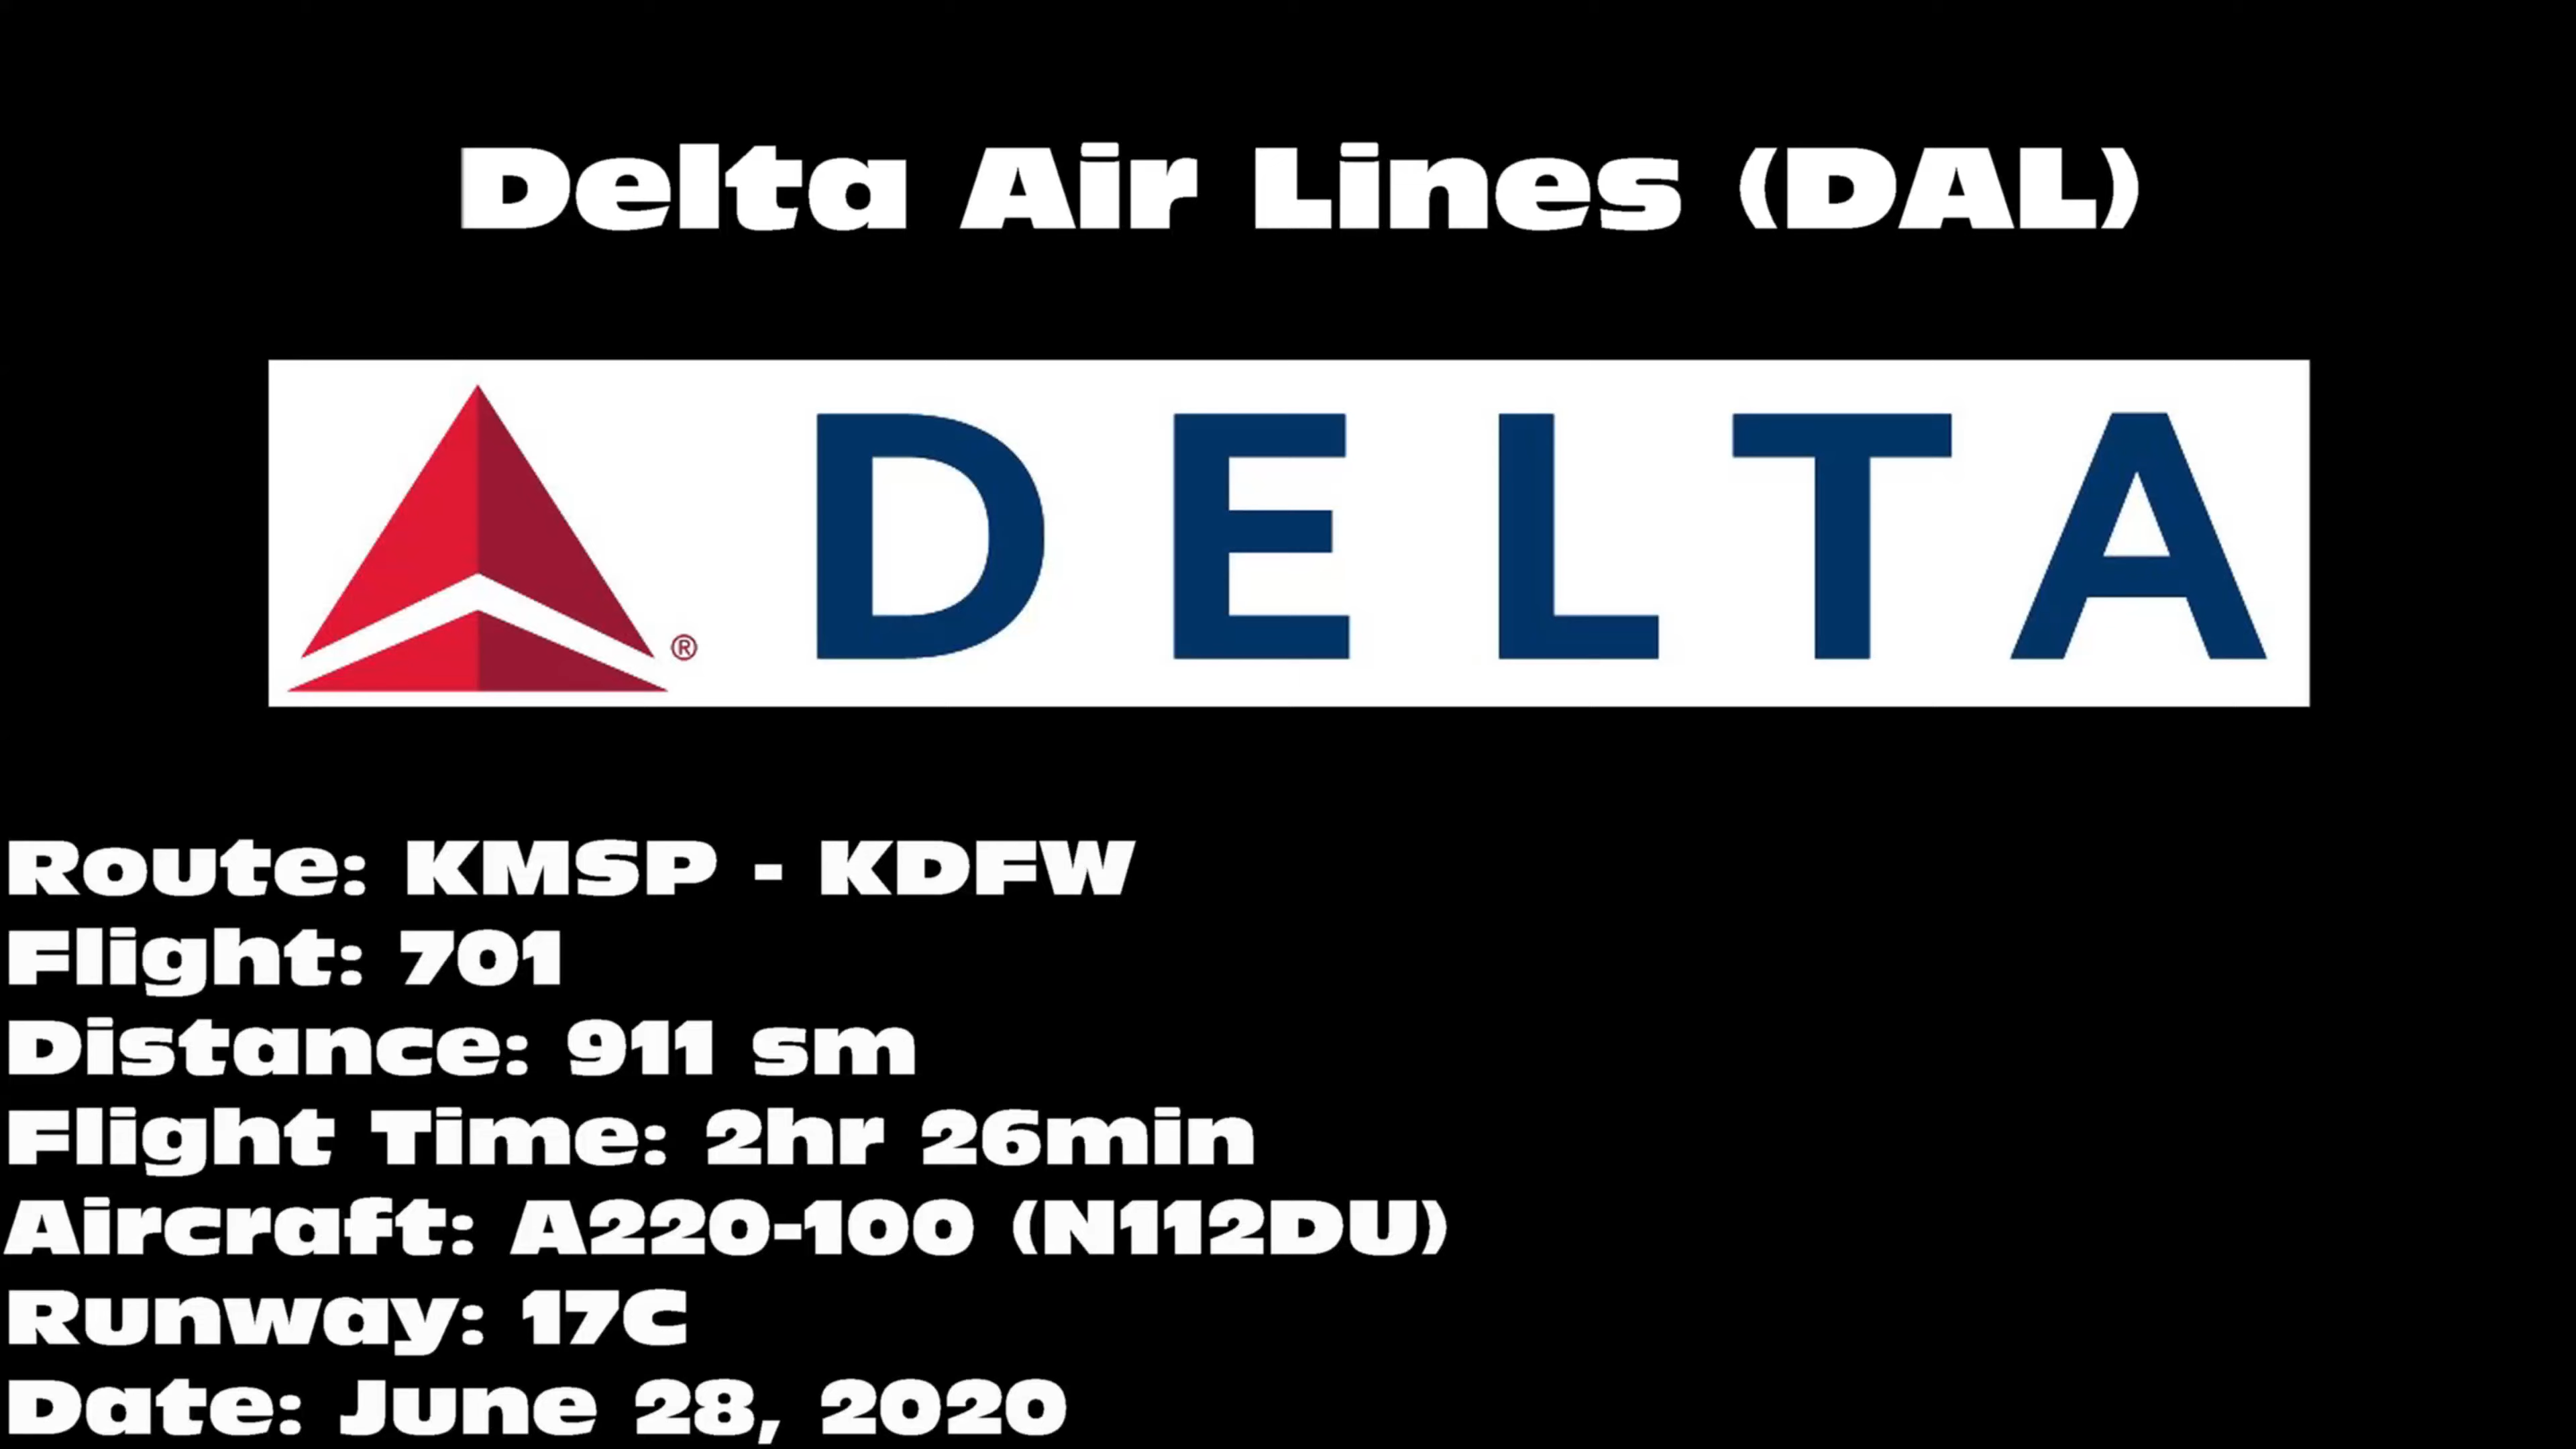 Delta Air Lines (DAL)
® DELTA
Route: KMSP - KDFW
Flight: 701
Distance: 911 sm
Flight Time: 2hr 26min
Aircraft: A220-100 (N112DU)
Runway: 17C
Date: June 28, 2020